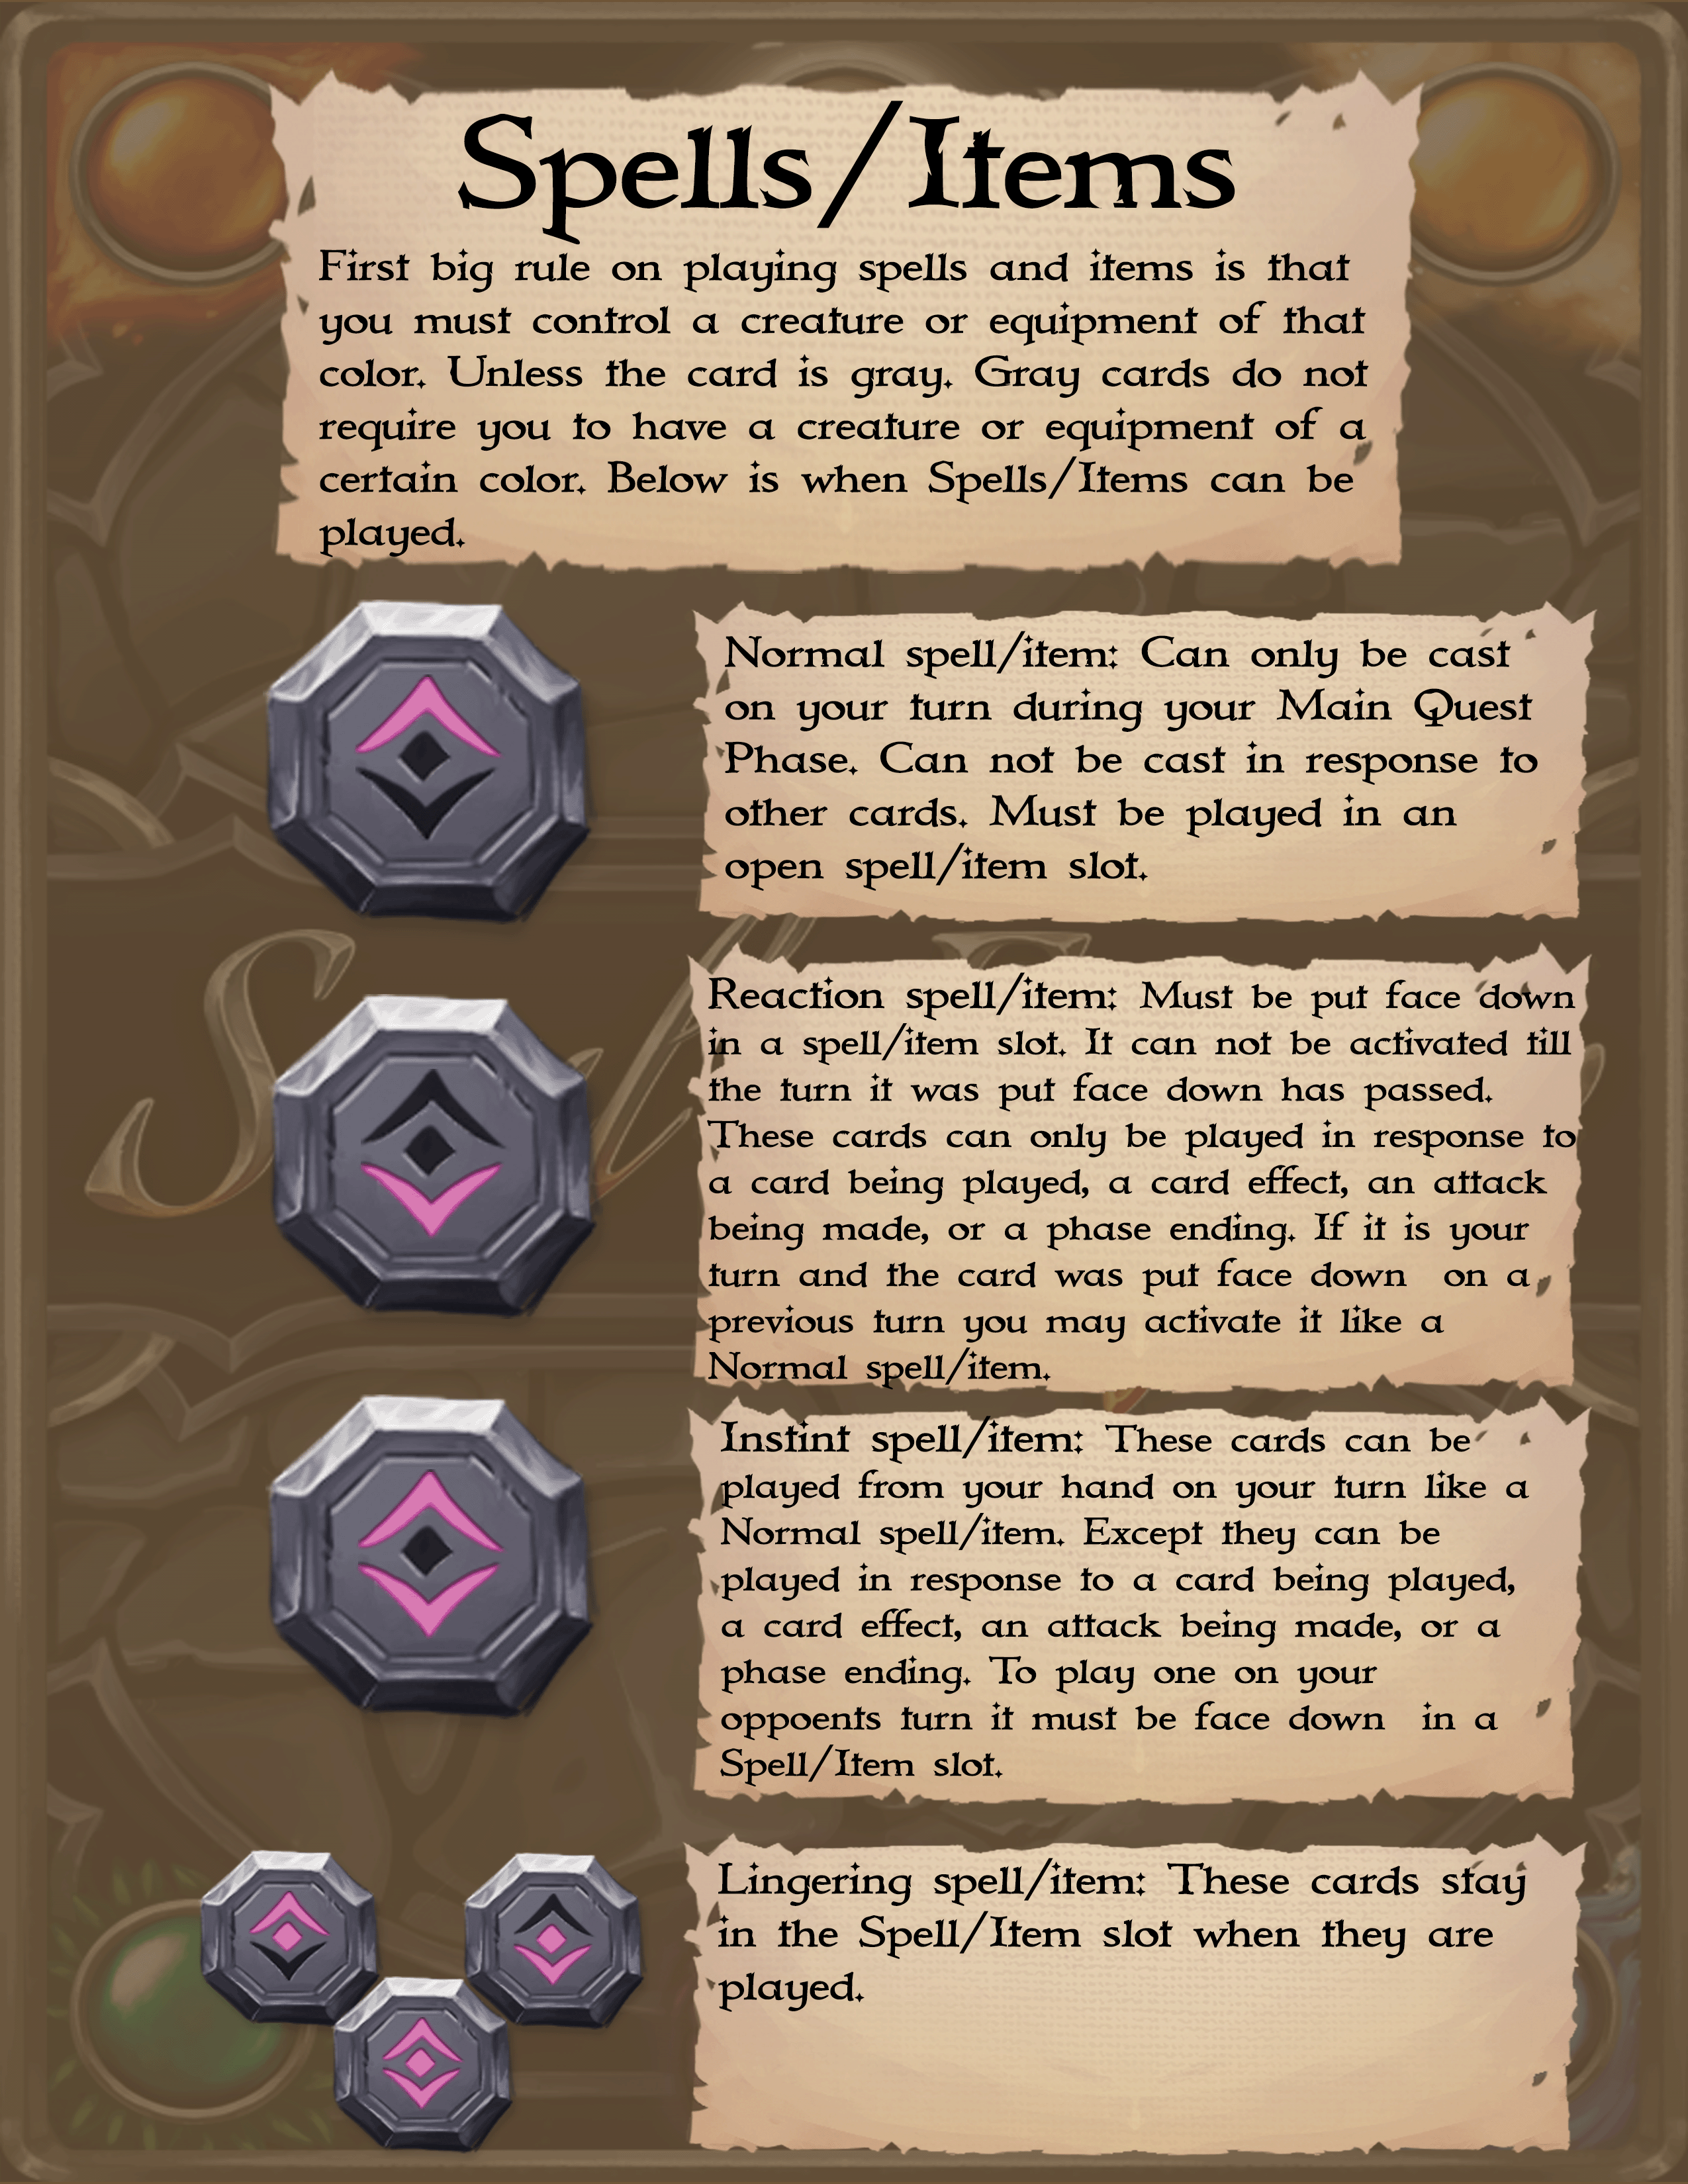 Spells/Items
First big rule on playing spells and items is that
you must control a creature or equipment of that
color. Unless the card is gray. Gray cards do not
require you to have a creature or equipment of a
certain color. Below is when Spells/Items can be
played.
Normal spell/item: Can only be cast
on your turn during your Main Quest
Phase. Can not be cast in response to
other cards. Must be played in an
open spell/item slot.
Reaction spell/item: Must be put face down
in a spell/item slot. It can not be activated till
the turn it was put face down has passed.
These cards can only be played in response to
a card being played, a card effect, an attack
being made, or a phase ending. If it is your
turn and the card was put face down on a
previous turn you may activate it like a
Normal spell/item.
Instint spell/item: These cards can be
played from your hand on your turn like a
Normal spell/item. Except they can be
played in response to a card being played,
a card effect, an attack being made, or a
phase ending. To play one on your
oppoents turn it must be face down in a
Spell/Item slot.
Lingering spell/item: These cards stay
in the Spell/Item slot when they are
played.